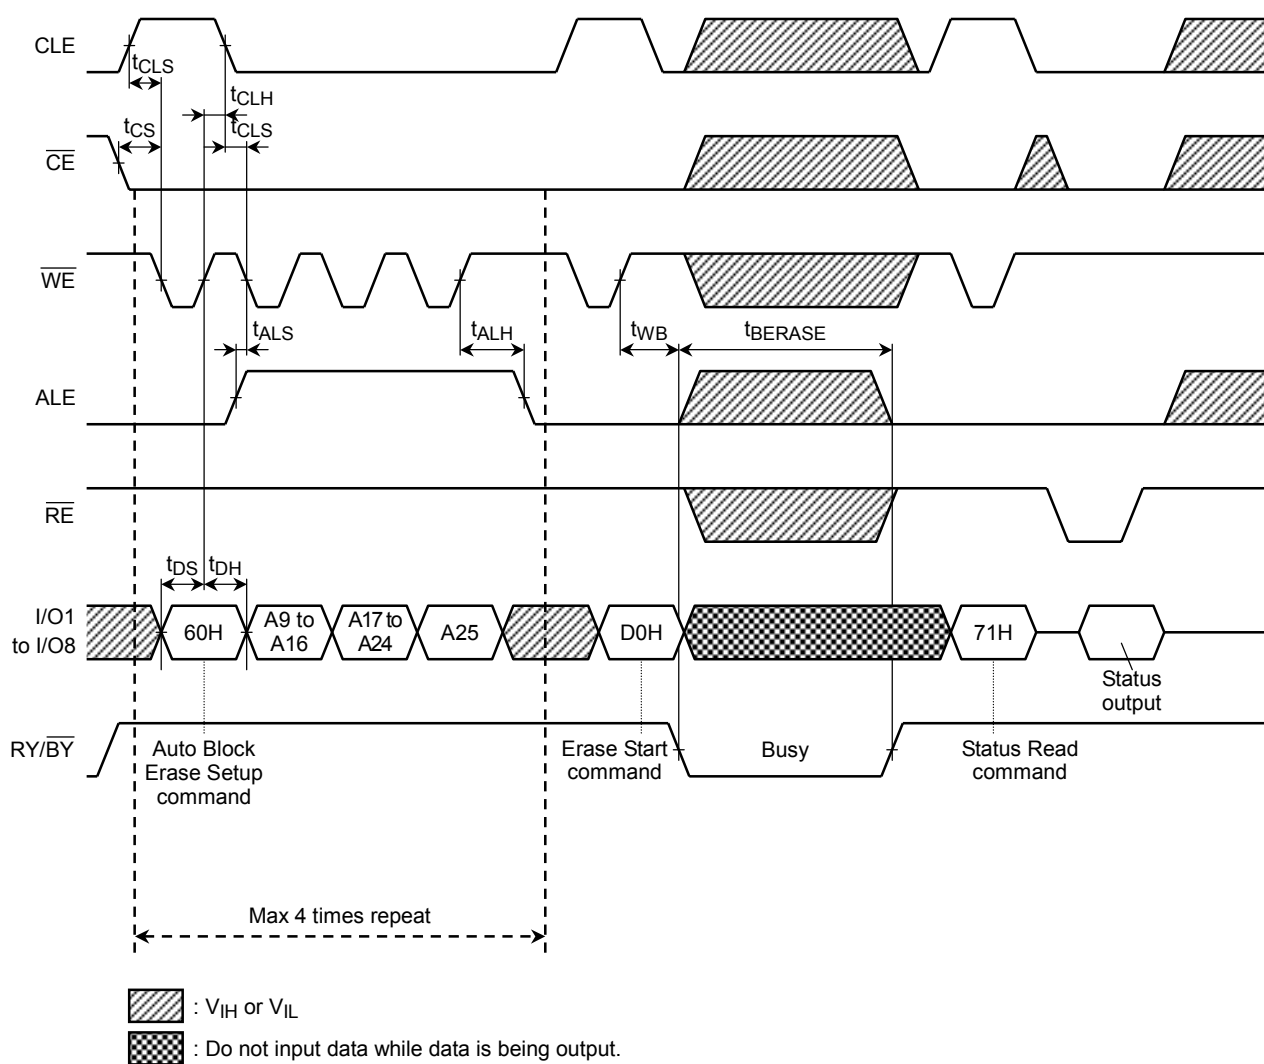 CLE
tCLS
tCLH
tCS
tCLS
CE
WE
tALS
tALH
tWB
tBERASE
ALE
RE
tDS
tDH
I/O1
to I/O8
60H
A9 to
A16
A17 to
A24
A25
D0H
71H
Status
output
RY/BY
Auto Block
Erase Setup
command
Erase Start
command
Busy
Status Read
command
Max 4 times repeat
: VIH or VIL
: Do not input data while data is being output.